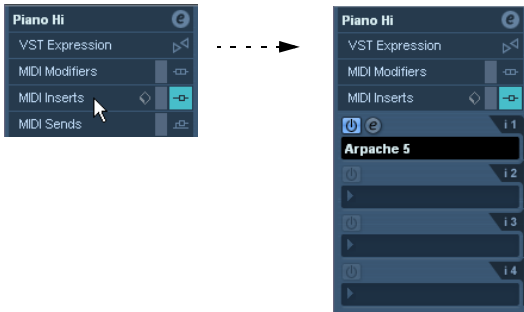 Piano Hi
e
VST Expression
MIDI Modifiers
MIDI Inserts
MIDI Sends
Piano Hi
e
VST Expression
MIDI Modifiers
MIDI Inserts
e
i 1
Arpache 5
i 2
i 3
i 4